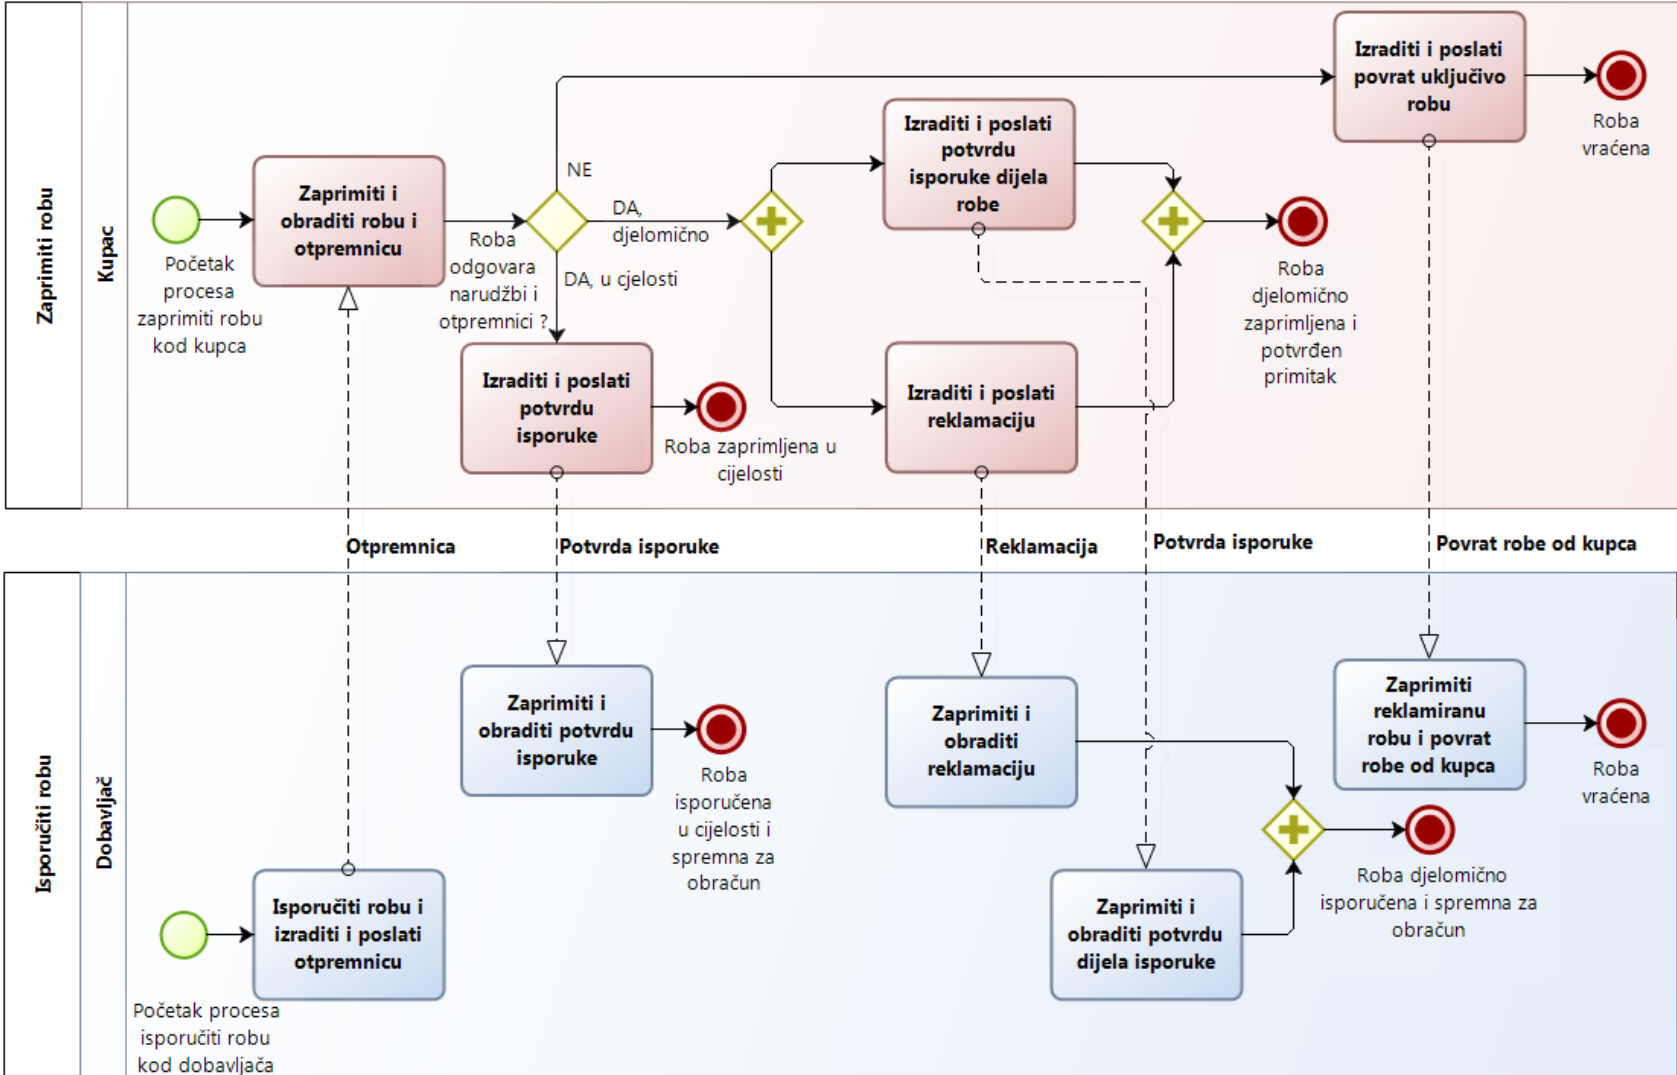 Zaprimiti robu
Kupac
Početak
procesa
zaprimiti robu
kod kupca
Zaprimiti i
obraditi robu i
otpremnicu
Roba
odgovara
narudžbi i
otpremnici ?
NE
DA,
djelomično
DA, u cjelosti
Izraditi i poslati
potvrdu
isporuke
Roba zaprimljena u
cijelosti
Izraditi i poslati
potvrdu
isporuke dijela
robe
Izraditi i poslati
reklamaciju
Roba
djelomično
zaprimljena i
potvrđen
primitak
Izraditi i poslati
povrat uključivo
robu
Roba
vraćena
Otpremnica
Potvrda isporuke
Reklamacija
Potvrda isporuke
Povrat robe od kupca
Isporučiti robu
Dobavljač
Početak procesa
isporučiti robu
kod dobavljača
Isporučiti robu i
izraditi i poslati
otpremnicu
Zaprimiti i
obraditi potvrdu
isporuke
Roba
isporučena
u cijelosti i
spremna za
obračun
Zaprimiti i
obraditi
reklamaciju
Zaprimiti i
obraditi potvrdu
dijela isporuke
Roba djelomično
isporučena i spremna za
obračun
Zaprimiti
reklamiranu
robu i povrat
robe od kupca
Roba
vraćena